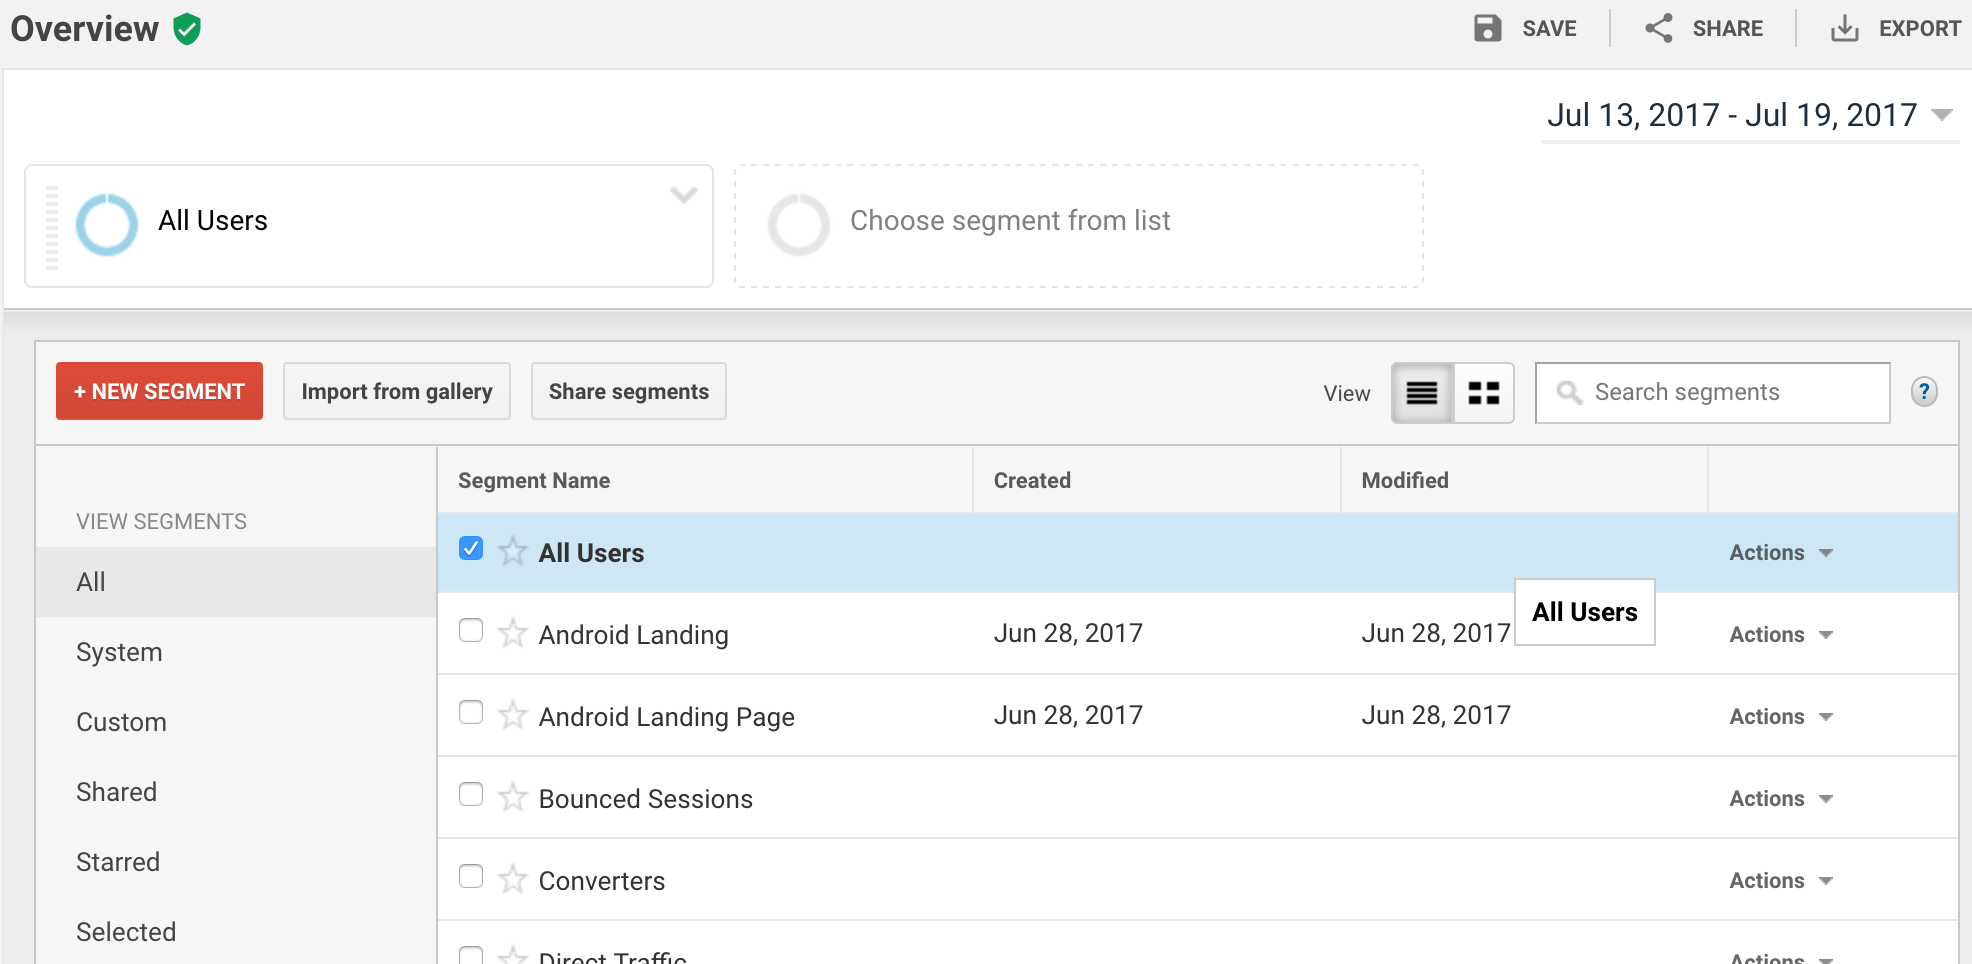 Overview
SAVE
SHARE
EXPORT
Jul 13, 2017 - Jul 19, 2017
All Users
Choose segment from list
+ NEW SEGMENT
Import from gallery
Share segments
View
Search segments
?
VIEW SEGMENTS
All
System
Custom
Shared
Starred
Selected
Segment Name Created Modified
All Users Actions
All Users
Android Landing Jun 28, 2017 Jun 28, 2017 Actions
Android Landing Page Jun 28, 2017 Jun 28, 2017 Actions
Bounced Sessions Actions
Converters Actions
Direct Traffic Actions